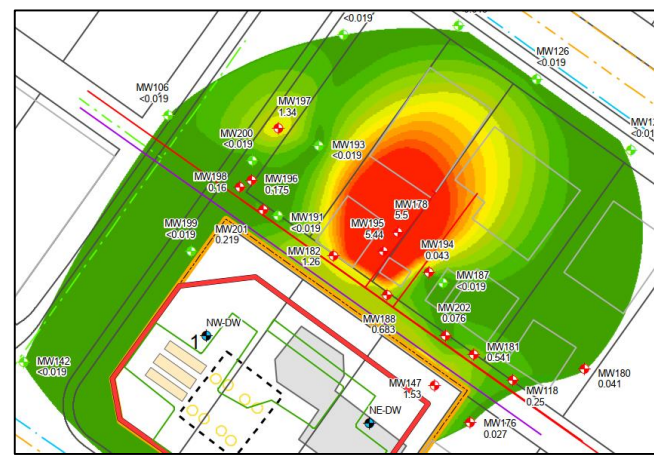 <0.019
MW126
<0.019
MW106
<0.019
MW197
1.34
MW200
<0.019
MW193
<0.019
MW198
0.16
MW196
0.175
MW178
5.5
MW191
<0.019
MW195
5.44
MW199
<0.019
MW201
0.219
MW182
1.26
MW194
0.043
MW187
<0.019
MW188
0.683
MW202
0.076
NW-DW
1
MW181
0.541
MW142
<0.019
MW180
0.041
MW147
1.53
MW118
0.25
NE-DW
MW176
0.027